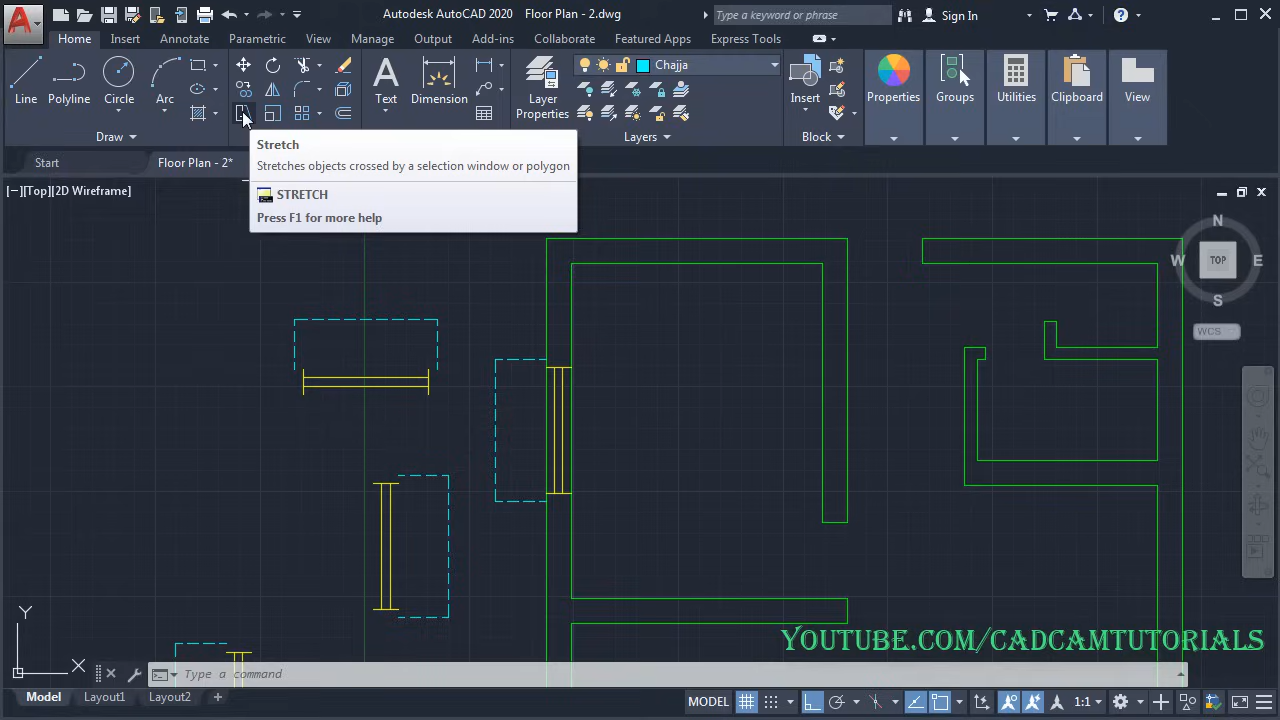 Autodesk AutoCAD 2020 Floor Plan - 2.dwg
Type a keyword or phrase
Sign In
Home Insert Annotate Parametric View Manage Output Add-ins Collaborate Featured Apps Express Tools
Line Polyline Circle Arc
Text Dimension
Layer Properties
Chajja
Insert
Properties Groups Utilities Clipboard View
Draw
Layers
Block
Start
Floor Plan - 2*
Stretch
Stretches objects crossed by a selection window or polygon
STRETCH
Press F1 for more help
[−][Top][2D Wireframe]
N
W TOP E
S
WCS
Y
X
YOUTUBE.COM/CADCAMTUTORIALS
Type a command
Model Layout1 Layout2 +
MODEL
1:1